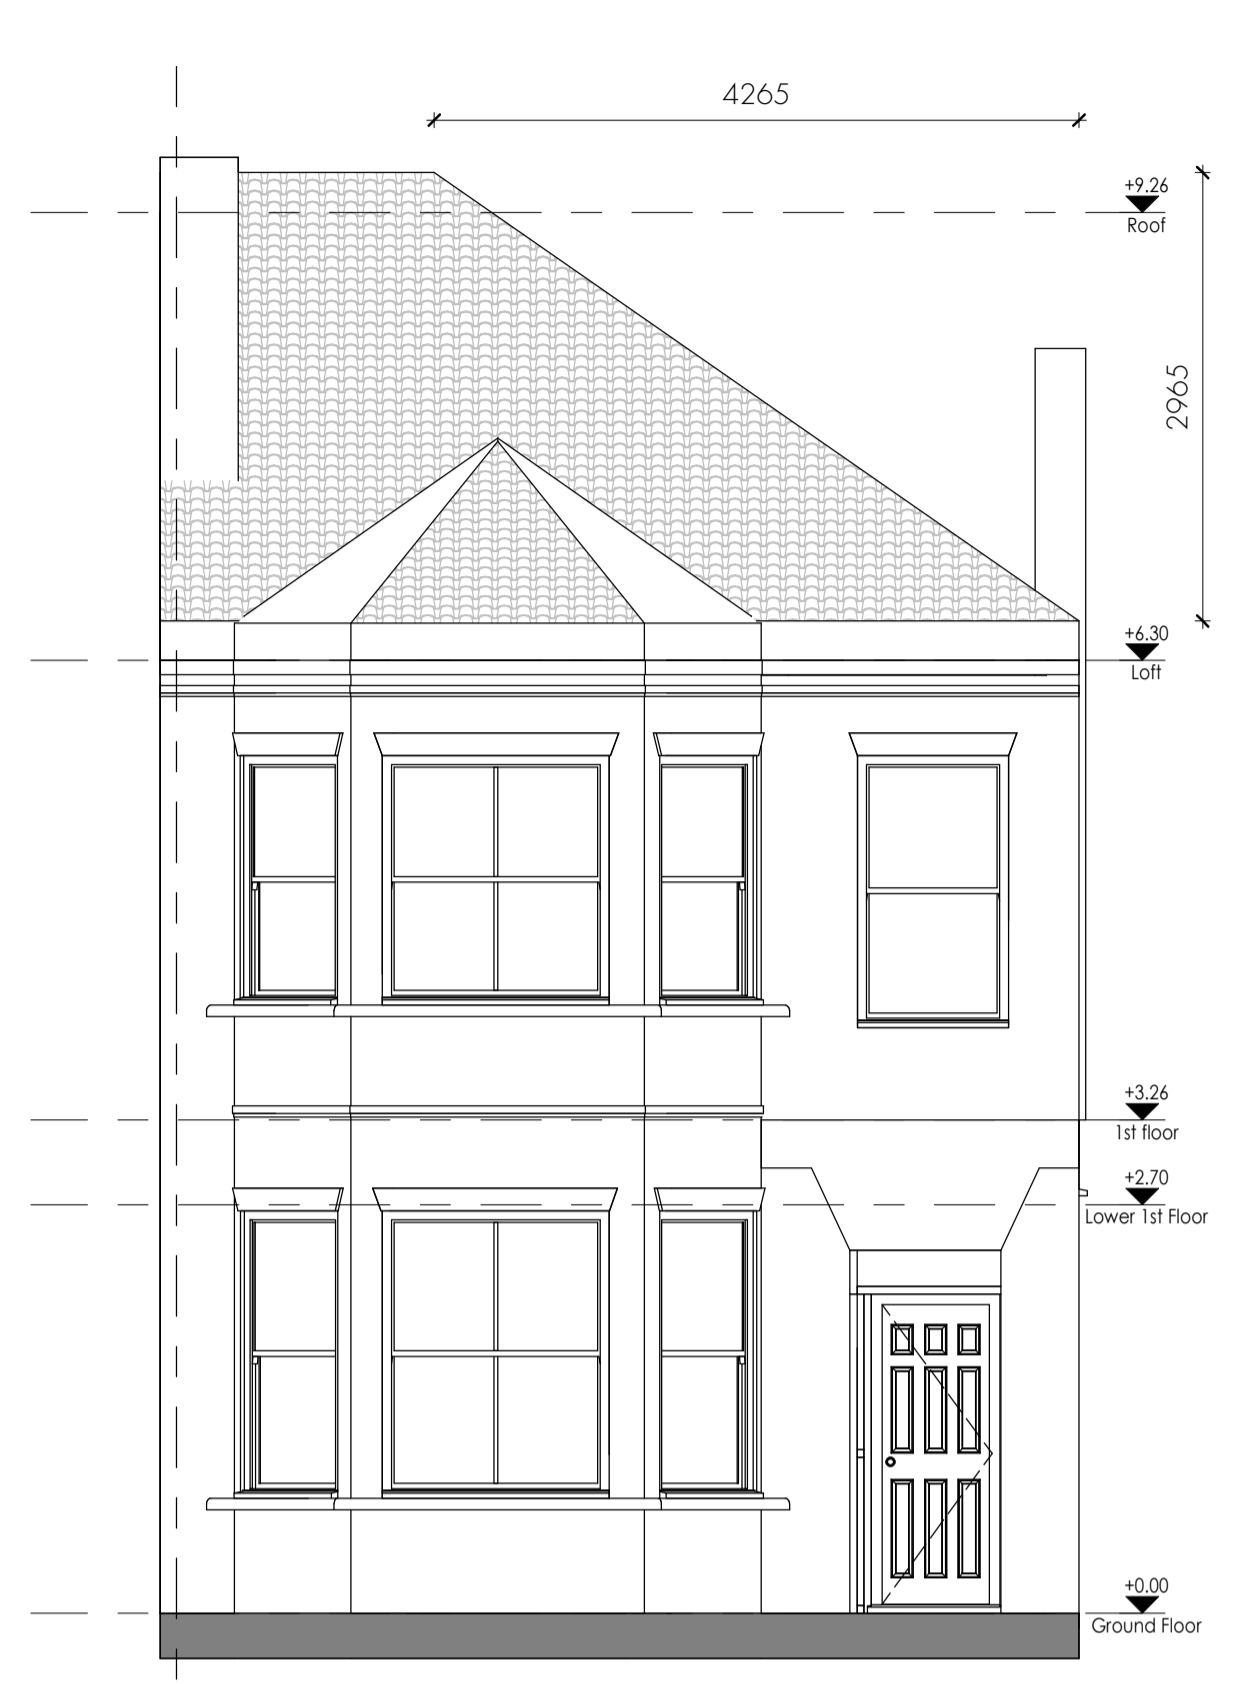 4265
+9.26
Roof
2965
+6.30
Loft
+3.26
1st floor
+2.70
Lower 1st Floor
+0.00
Ground Floor